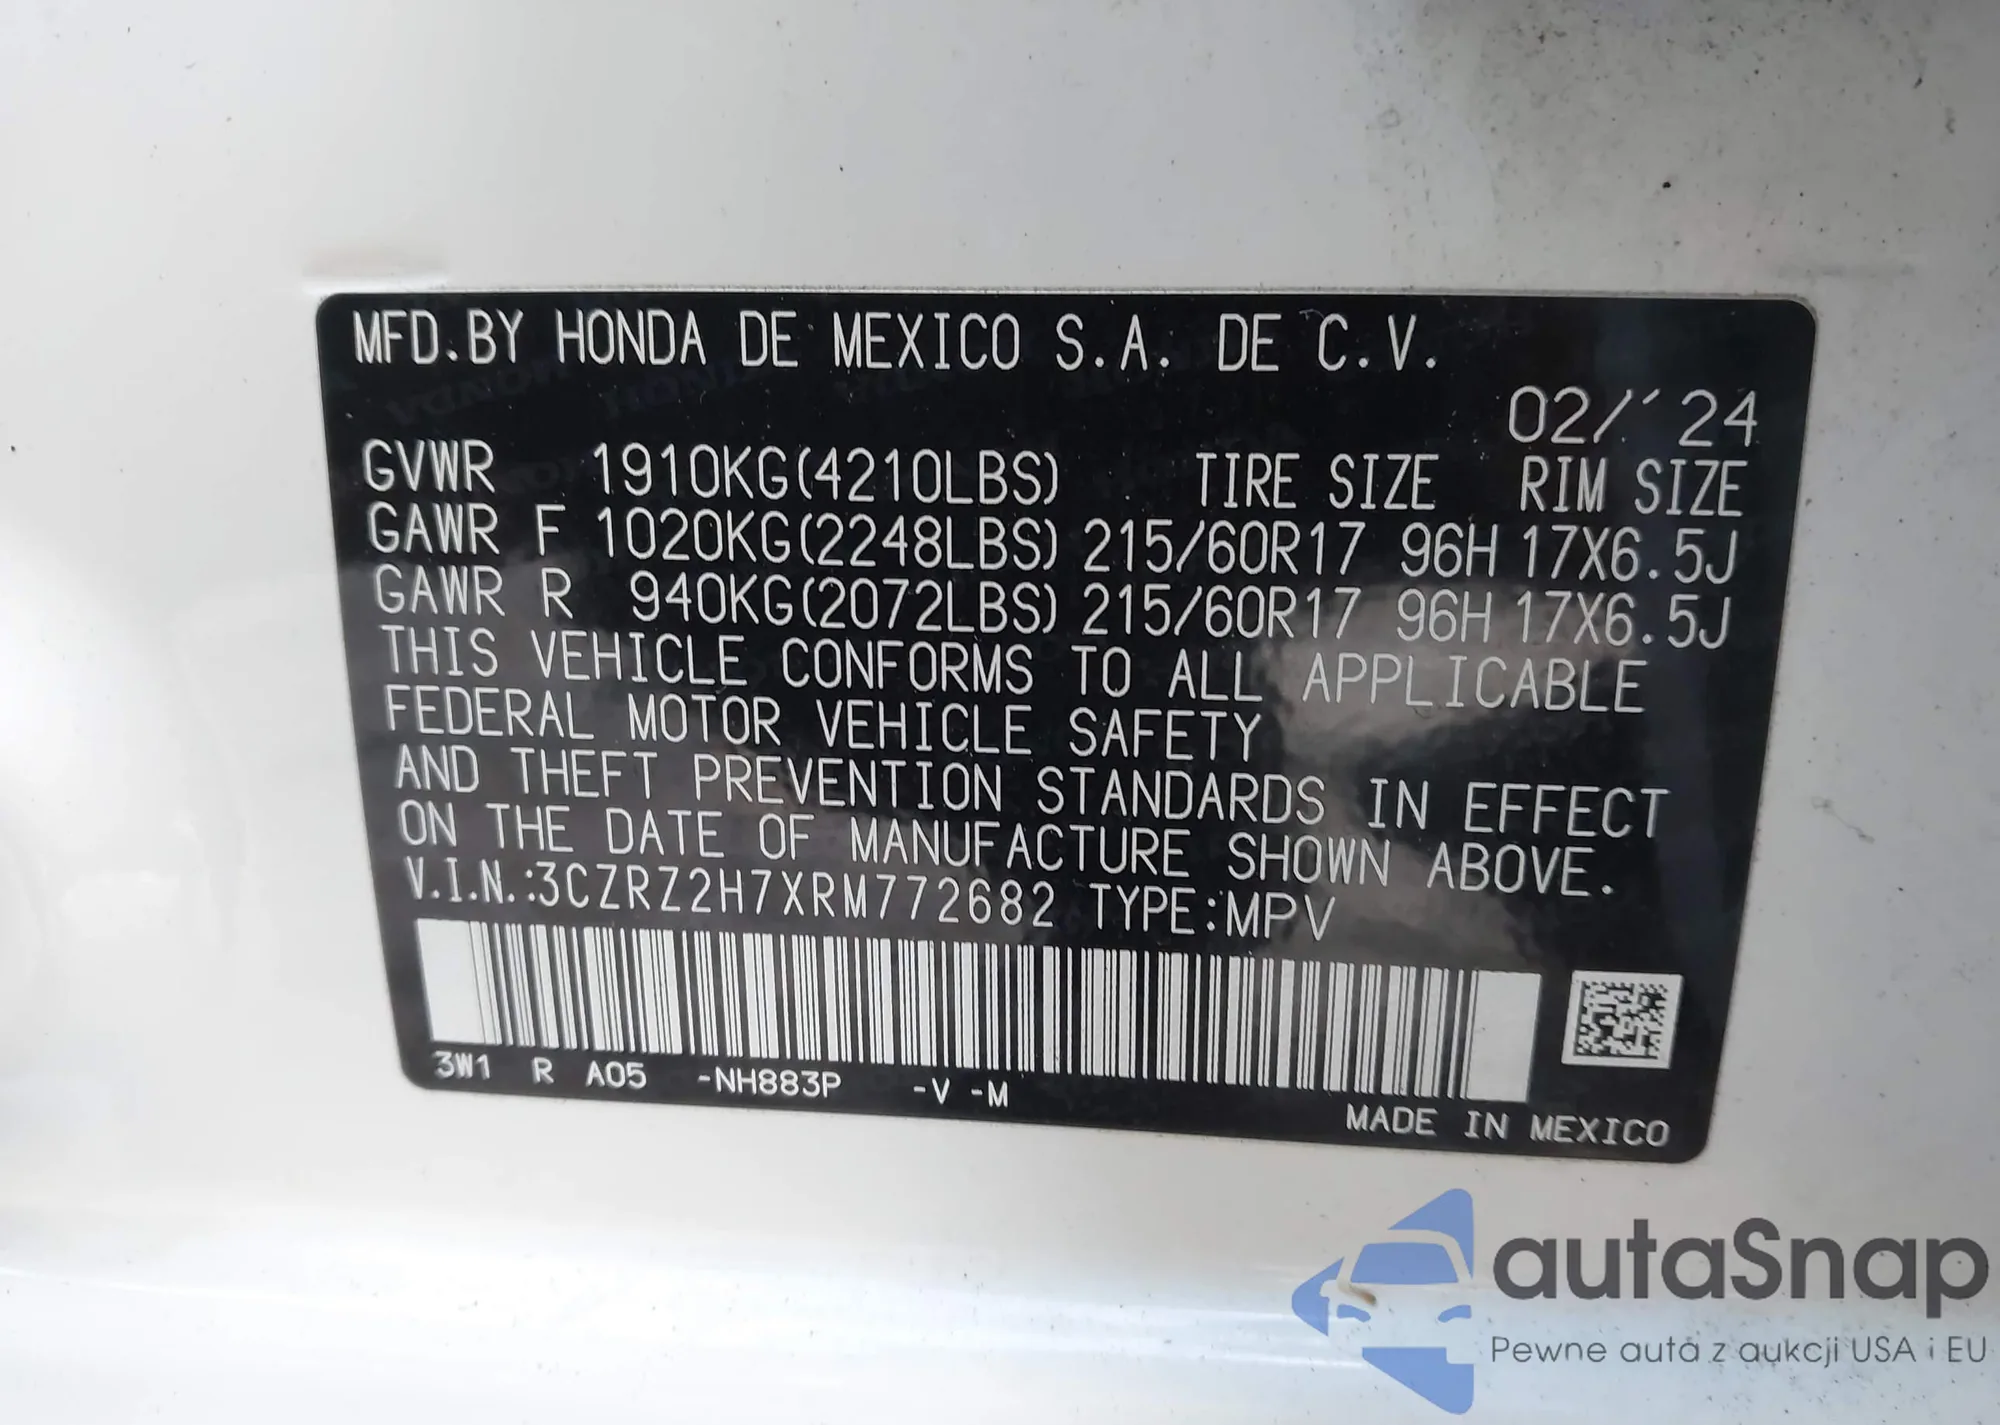 MFD.BY HONDA DE MEXICO S.A. DE C.V.
02/´24
GVWR 1910KG(4210LBS) TIRE SIZE RIM SIZE
GAWR F 1020KG(2248LBS) 215/60R17 96H 17X6.5J
GAWR R 940KG(2072LBS) 215/60R17 96H 17X6.5J
THIS VEHICLE CONFORMS TO ALL APPLICABLE
FEDERAL MOTOR VEHICLE SAFETY
AND THEFT PREVENTION STANDARDS IN EFFECT
ON THE DATE OF MANUFACTURE SHOWN ABOVE.
V.I.N.:3CZRZ2H7XRM772682 TYPE:MPV
3W1 R A05 -NH883P -V -M
MADE IN MEXICO
autaSnap
Pewne auta z aukcji USA i EU